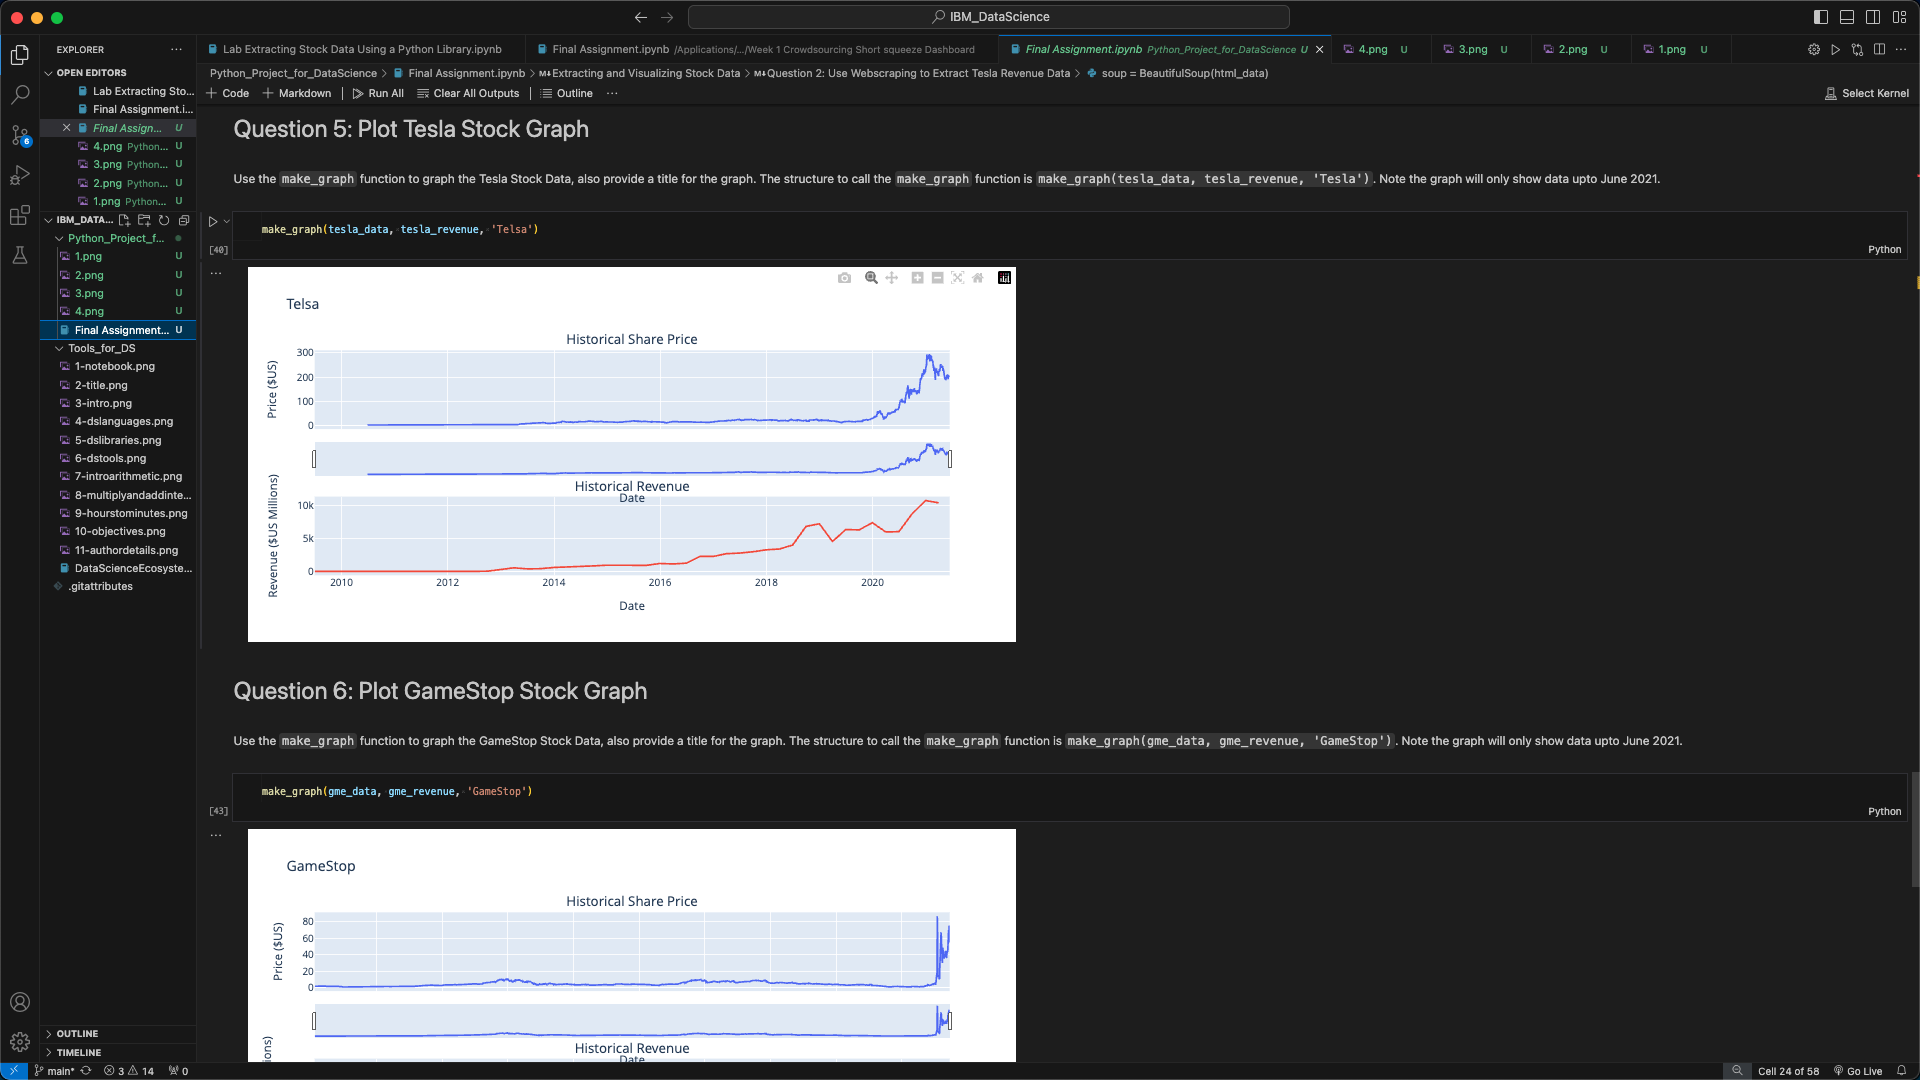 IBM_DataScience
EXPLORER
Lab Extracting Stock Data Using a Python Library.ipynb
Final Assignment.ipynb /Applications/.../Week 1 Crowdsourcing Short squeeze Dashboard
Final Assignment.ipynb Python_Project_for_DataScience U
4.png U
3.png U
2.png U
1.png U
Python_Project_for_DataScience > Final Assignment.ipynb > M↓Extracting and Visualizing Stock Data > M↓Question 2: Use Webscraping to Extract Tesla Revenue Data > soup = BeautifulSoup(html_data)
Code Markdown Run All Clear All Outputs Outline ...
Select Kernel
OPEN EDITORS
Lab Extracting Sto...
Final Assignment.i...
Final Assign... U
4.png Python... U
3.png Python... U
2.png Python... U
1.png Python... U
IBM_DATA...
Python_Project_f...
1.png U
2.png U
3.png U
4.png U
Final Assignment... U
Tools_for_DS
1-notebook.png
2-title.png
3-intro.png
4-dslanguages.png
5-dslibraries.png
6-dstools.png
7-introarithmetic.png
8-multiplyandaddinte...
9-hourstominutes.png
10-objectives.png
11-authordetails.png
DataScienceEcosyste...
.gitattributes
OUTLINE
TIMELINE
6
Question 5: Plot Tesla Stock Graph
Use the make_graph function to graph the Tesla Stock Data, also provide a title for the graph. The structure to call the make_graph function is make_graph(tesla_data, tesla_revenue, 'Tesla'). Note the graph will only show data upto June 2021.
make_graph(tesla_data, tesla_revenue, 'Telsa')
[40]
Python
Telsa
Historical Share Price
Price ($US)
300
200
100
0
Historical Revenue
Date
Revenue ($US Millions)
10k
5k
0
2010 2012 2014 2016 2018 2020
Date
Question 6: Plot GameStop Stock Graph
Use the make_graph function to graph the GameStop Stock Data, also provide a title for the graph. The structure to call the make_graph function is make_graph(gme_data, gme_revenue, 'GameStop'). Note the graph will only show data upto June 2021.
make_graph(gme_data, gme_revenue, 'GameStop')
[43]
Python
GameStop
Historical Share Price
Price ($US)
80
60
40
20
0
Historical Revenue
Date
ions)
main* 3 14 0
Cell 24 of 58 Go Live